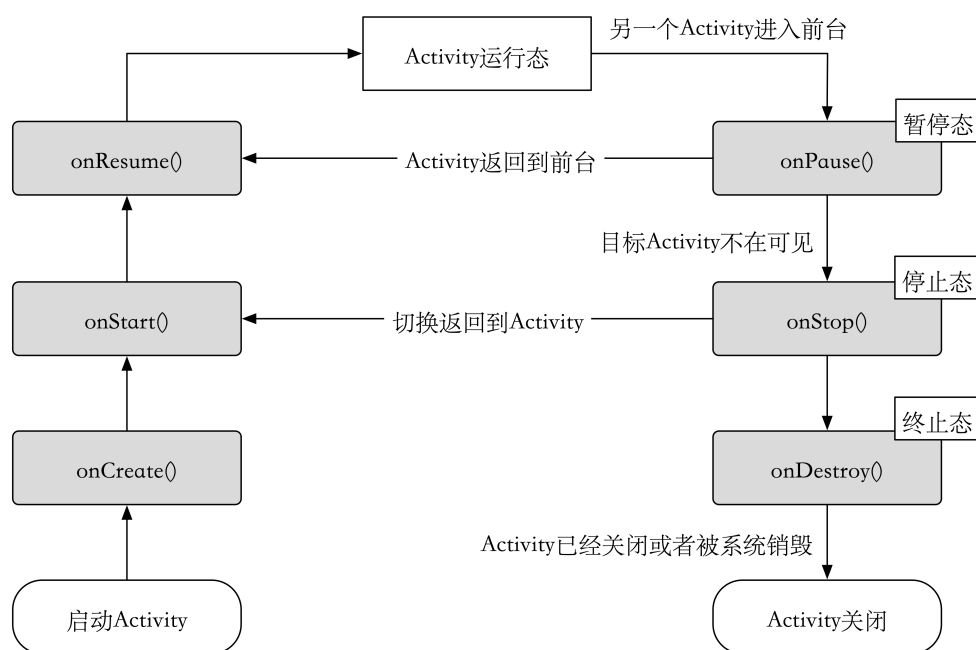 另一个Activity进入前台
Activity运行态
暂停态
onResume()
Activity返回到前台
onPause()
目标Activity不在可见
停止态
onStart()
切换返回到Activity
onStop()
终止态
onCreate()
onDestroy()
Activity已经关闭或者被系统销毁
启动Activity
Activity关闭